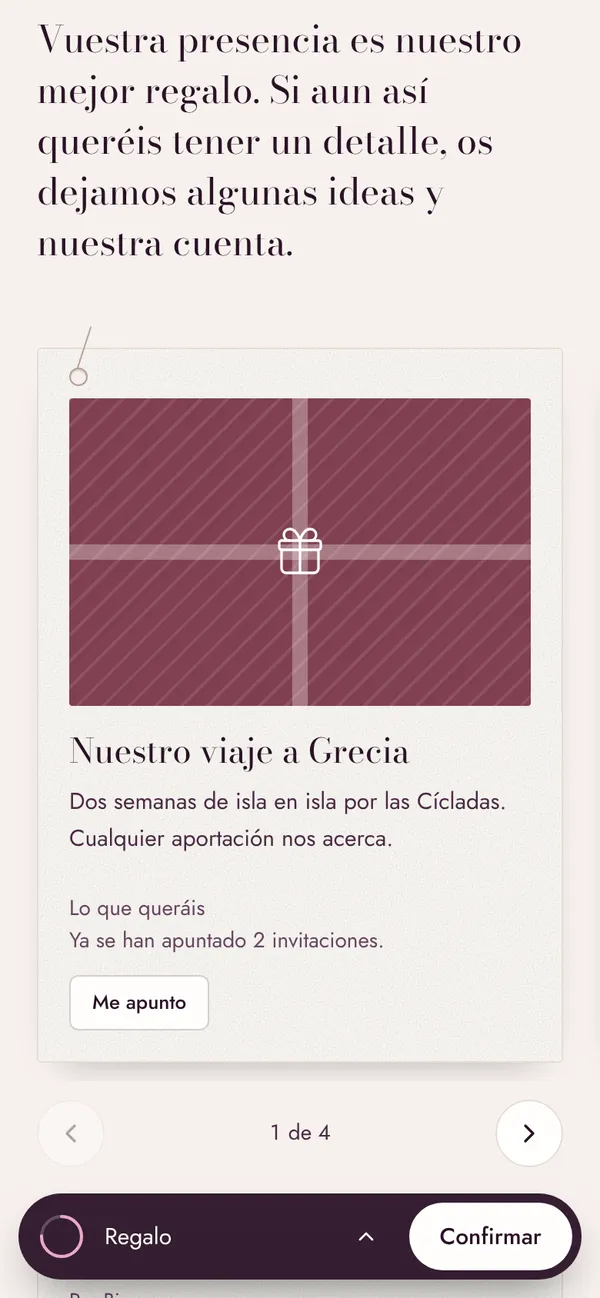 Vuestra presencia es nuestro
mejor regalo. Si aun así
queréis tener un detalle, os
dejamos algunas ideas y
nuestra cuenta.
Nuestro viaje a Grecia
Dos semanas de isla en isla por las Cícladas.
Cualquier aportación nos acerca.
Lo que queráis
Ya se han apuntado 2 invitaciones.
Me apunto
1 de 4
Regalo
Confirmar